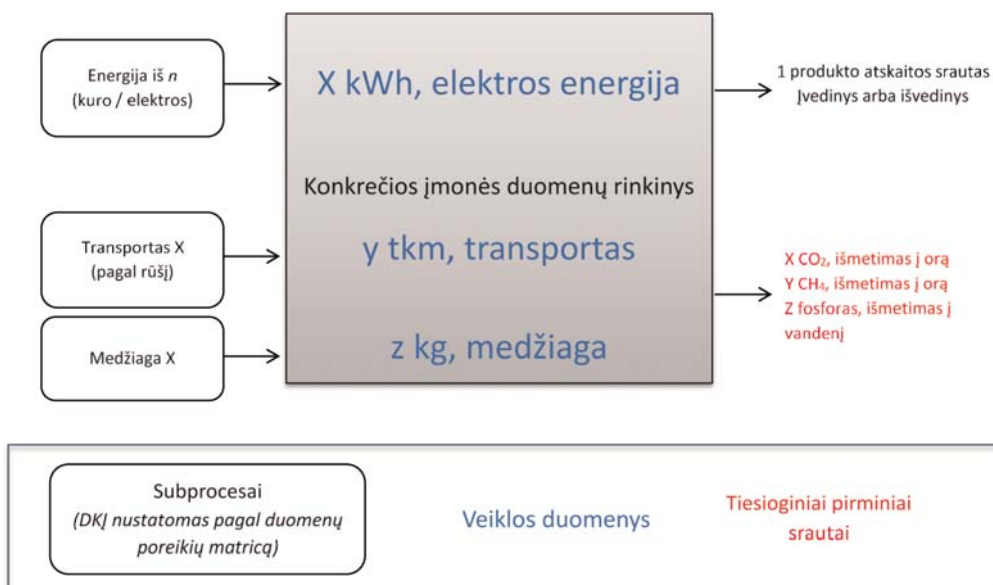 Energija iš n
(kuro / elektros)
X kWh, elektros energija
1 produkto atskaitos srautas
Įvedinys arba išvedinys
Konkrečios įmonės duomenų rinkinys
Transportas X
(pagal rūšį)
y tkm, transportas
X CO₂, išmetimas į orą
Y CH₄, išmetimas į orą
Z fosforas, išmetimas į
vandenį
Medžiaga X
z kg, medžiaga
Subprocesai
(DKĮ nustatomas pagal duomenų
poreikių matricą)
Veiklos duomenys
Tiesioginiai pirminiai
srautai